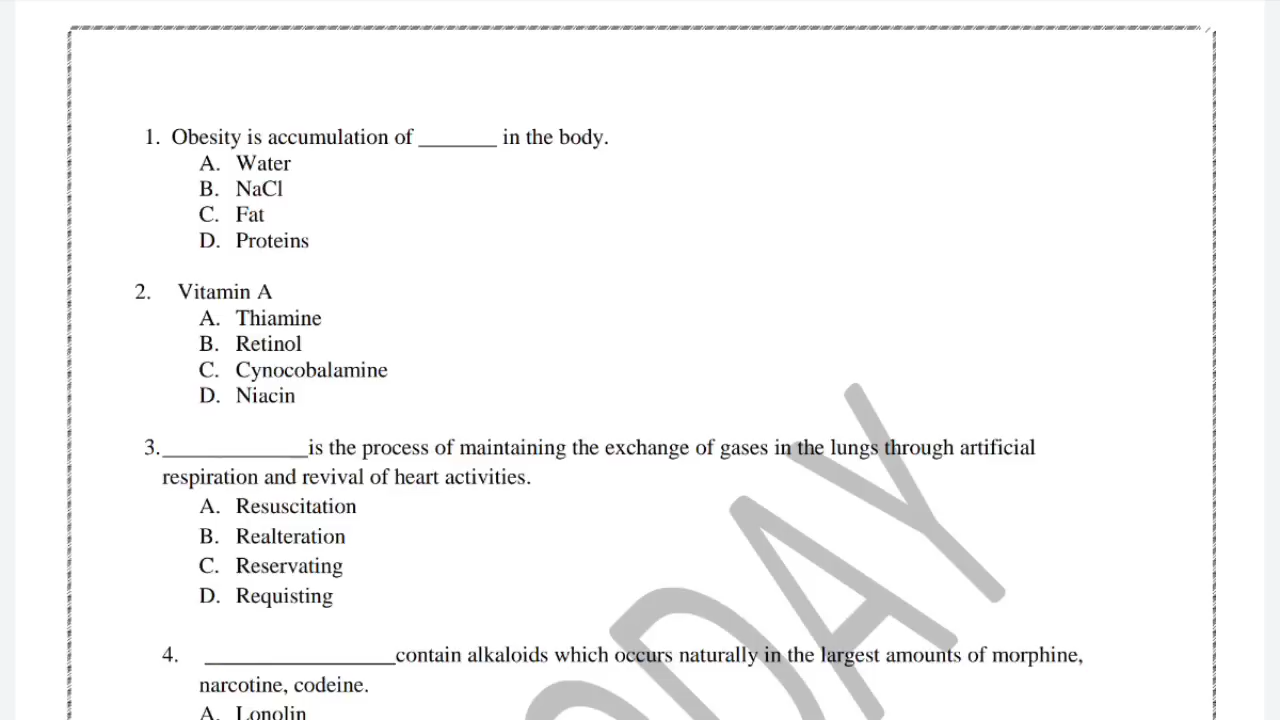 1. Obesity is accumulation of _______ in the body.
A. Water
B. NaCl
C. Fat
D. Proteins
2. Vitamin A
A. Thiamine
B. Retinol
C. Cynocobalamine
D. Niacin
3._____________is the process of maintaining the exchange of gases in the lungs through artificial
respiration and revival of heart activities.
A. Resuscitation
B. Realteration
C. Reservating
D. Requisting
4. _________________contain alkaloids which occurs naturally in the largest amounts of morphine,
narcotine, codeine.
A. Lonolin